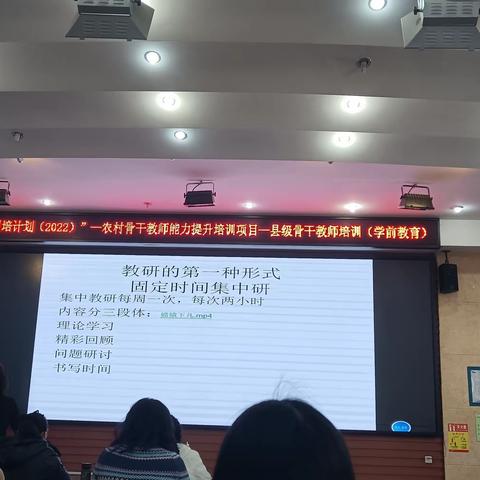 培计划（2022）”—农村骨干教师能力提升培训项目—县级骨干教师培训（学前教育）
教研的第一种形式
固定时间集中研
集中教研每周一次，每次两小时
内容分三段体：
理论学习
精彩回顾
问题研讨
书写时间